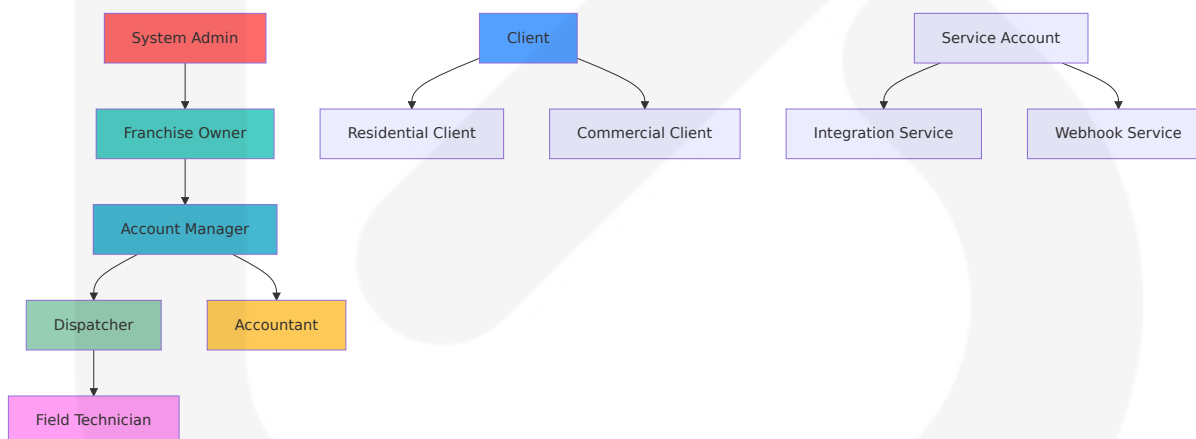 System Admin
Client
Service Account
Franchise Owner
Residential Client
Commercial Client
Integration Service
Webhook Service
Account Manager
Dispatcher
Accountant
Field Technician